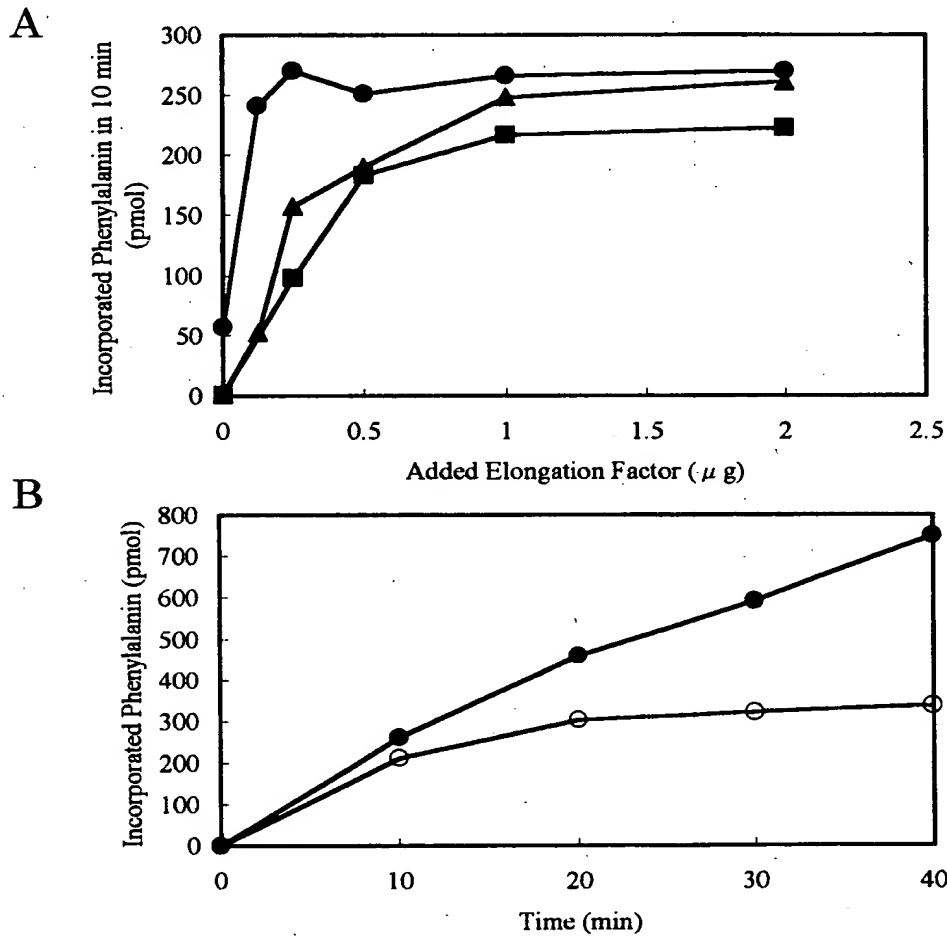 A
Incorporated Phenylalanin in 10 min
(pmol)
300
250
200
150
100
50
0
0 0.5 1 1.5 2 2.5
Added Elongation Factor ( μ g)
B
Incorporated Phenylalanin (pmol)
800
700
600
500
400
300
200
100
0
0 10 20 30 40
Time (min)